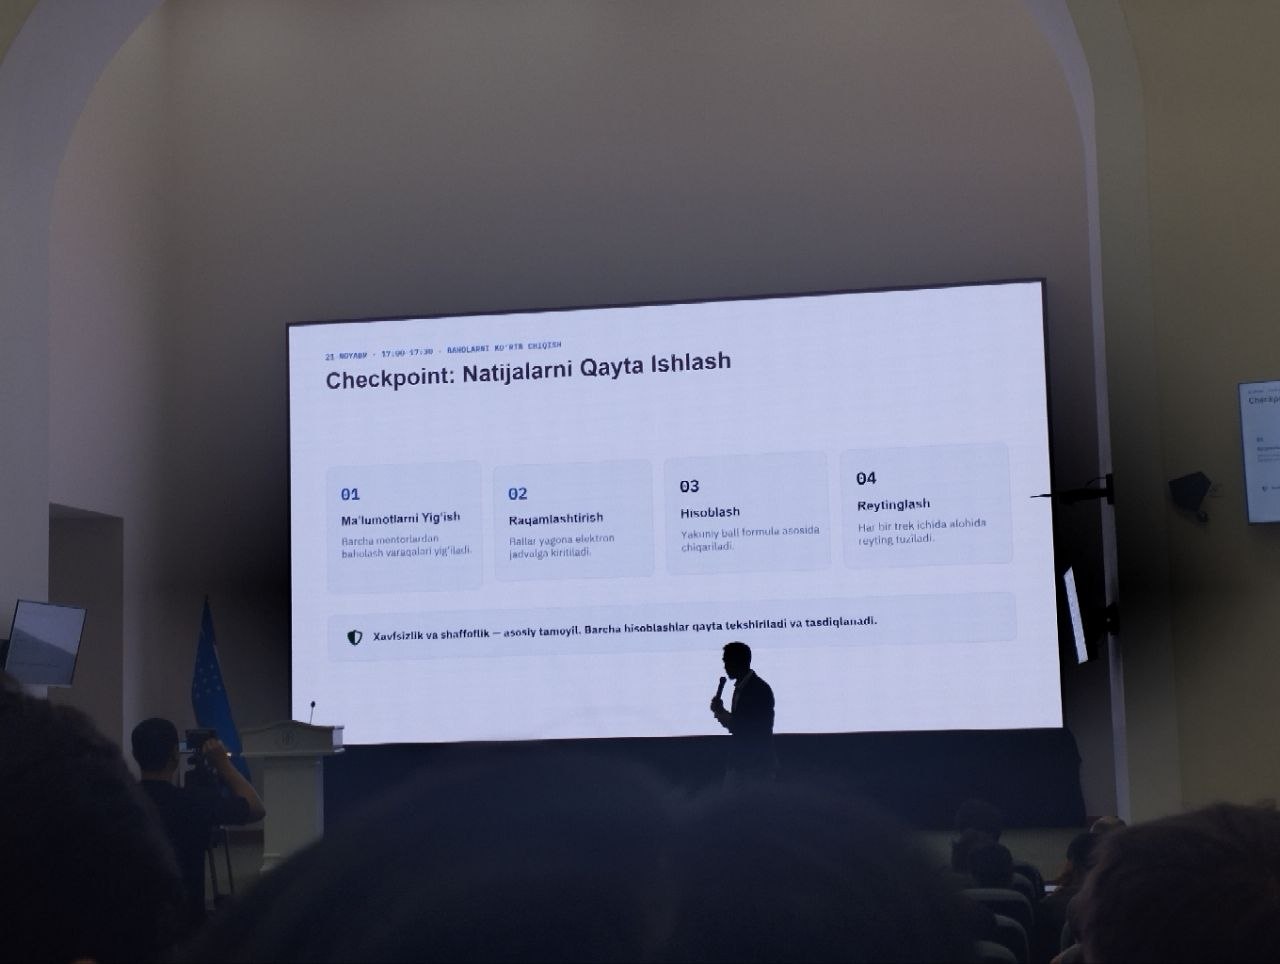 21 NOYABR · 17:00-17:30 · BAHOLARNI KO'RIB CHIQISH
Checkpoint: Natijalarni Qayta Ishlash
01
Ma'lumotlarni Yig'ish
Barcha mentorlardan
baholash varaqalari yig'iladi.
02
Raqamlashtirish
Ballar yagona elektron
jadvalga kiritiladi.
03
Hisoblash
Yakuniy ball formula asosida
chiqariladi.
04
Reytinglash
Har bir trek ichida alohida
reyting tuziladi.
Xavfsizlik va shaffoflik — asosiy tamoyil. Barcha hisoblashlar qayta tekshiriladi va tasdiqlanadi.